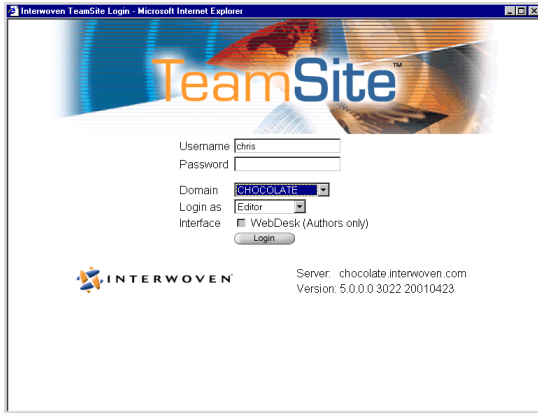 Interwoven TeamSite Login - Microsoft Internet Explorer
TeamSite™
Username chris
Password
Domain CHOCOLATE
Login as Editor
Interface WebDesk (Authors only)
Login
INTERWOVEN
Server: chocolate.interwoven.com
Version: 5.0.0.0 3022 20010423